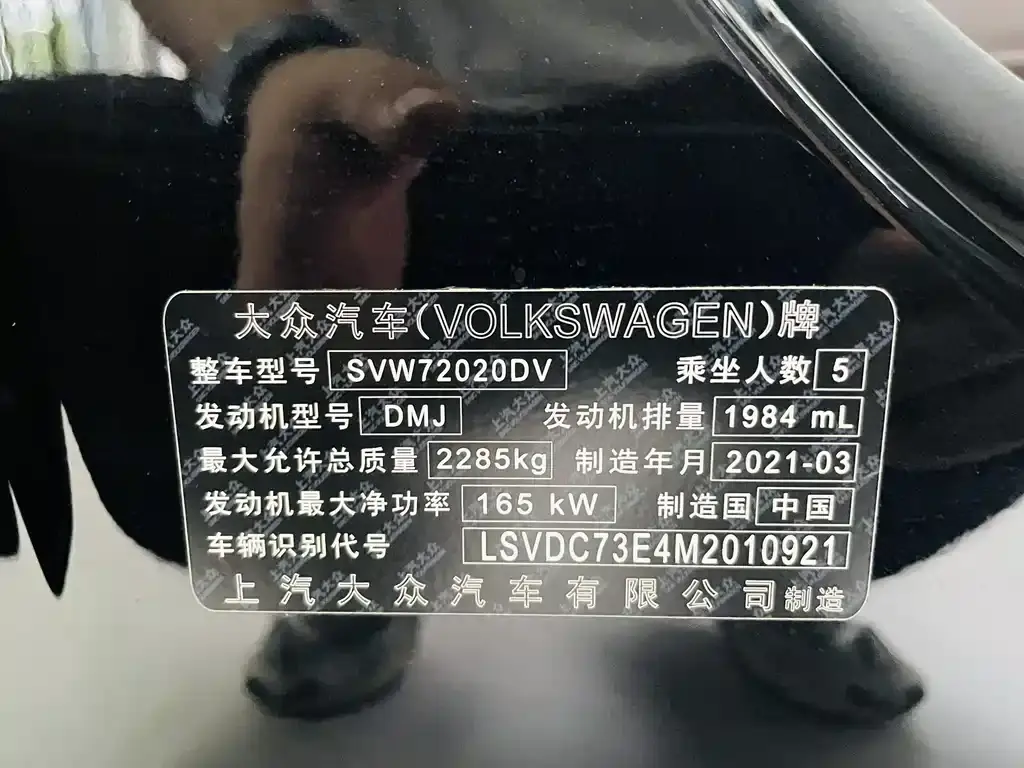 大众汽车(VOLKSWAGEN)牌
整车型号 SVW72020DV 乘坐人数 5
发动机型号 DMJ 发动机排量 1984 mL
最大允许总质量 2285kg 制造年月 2021-03
发动机最大净功率 165 kW 制造国 中国
车辆识别代号 LSVDC73E4M2010921
上汽大众汽车有限公司制造